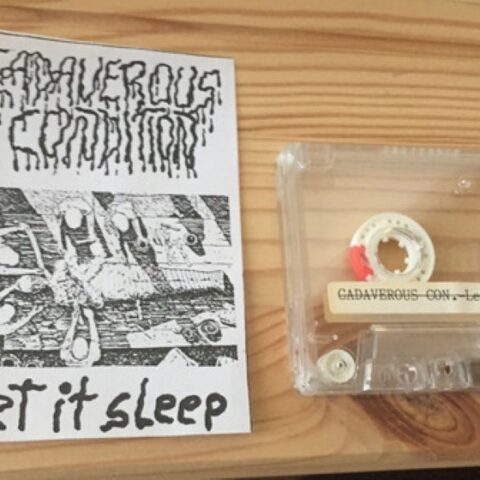 CADAVEROUS
CONDITION
et it sleep
CADAVEROUS CON.-Le